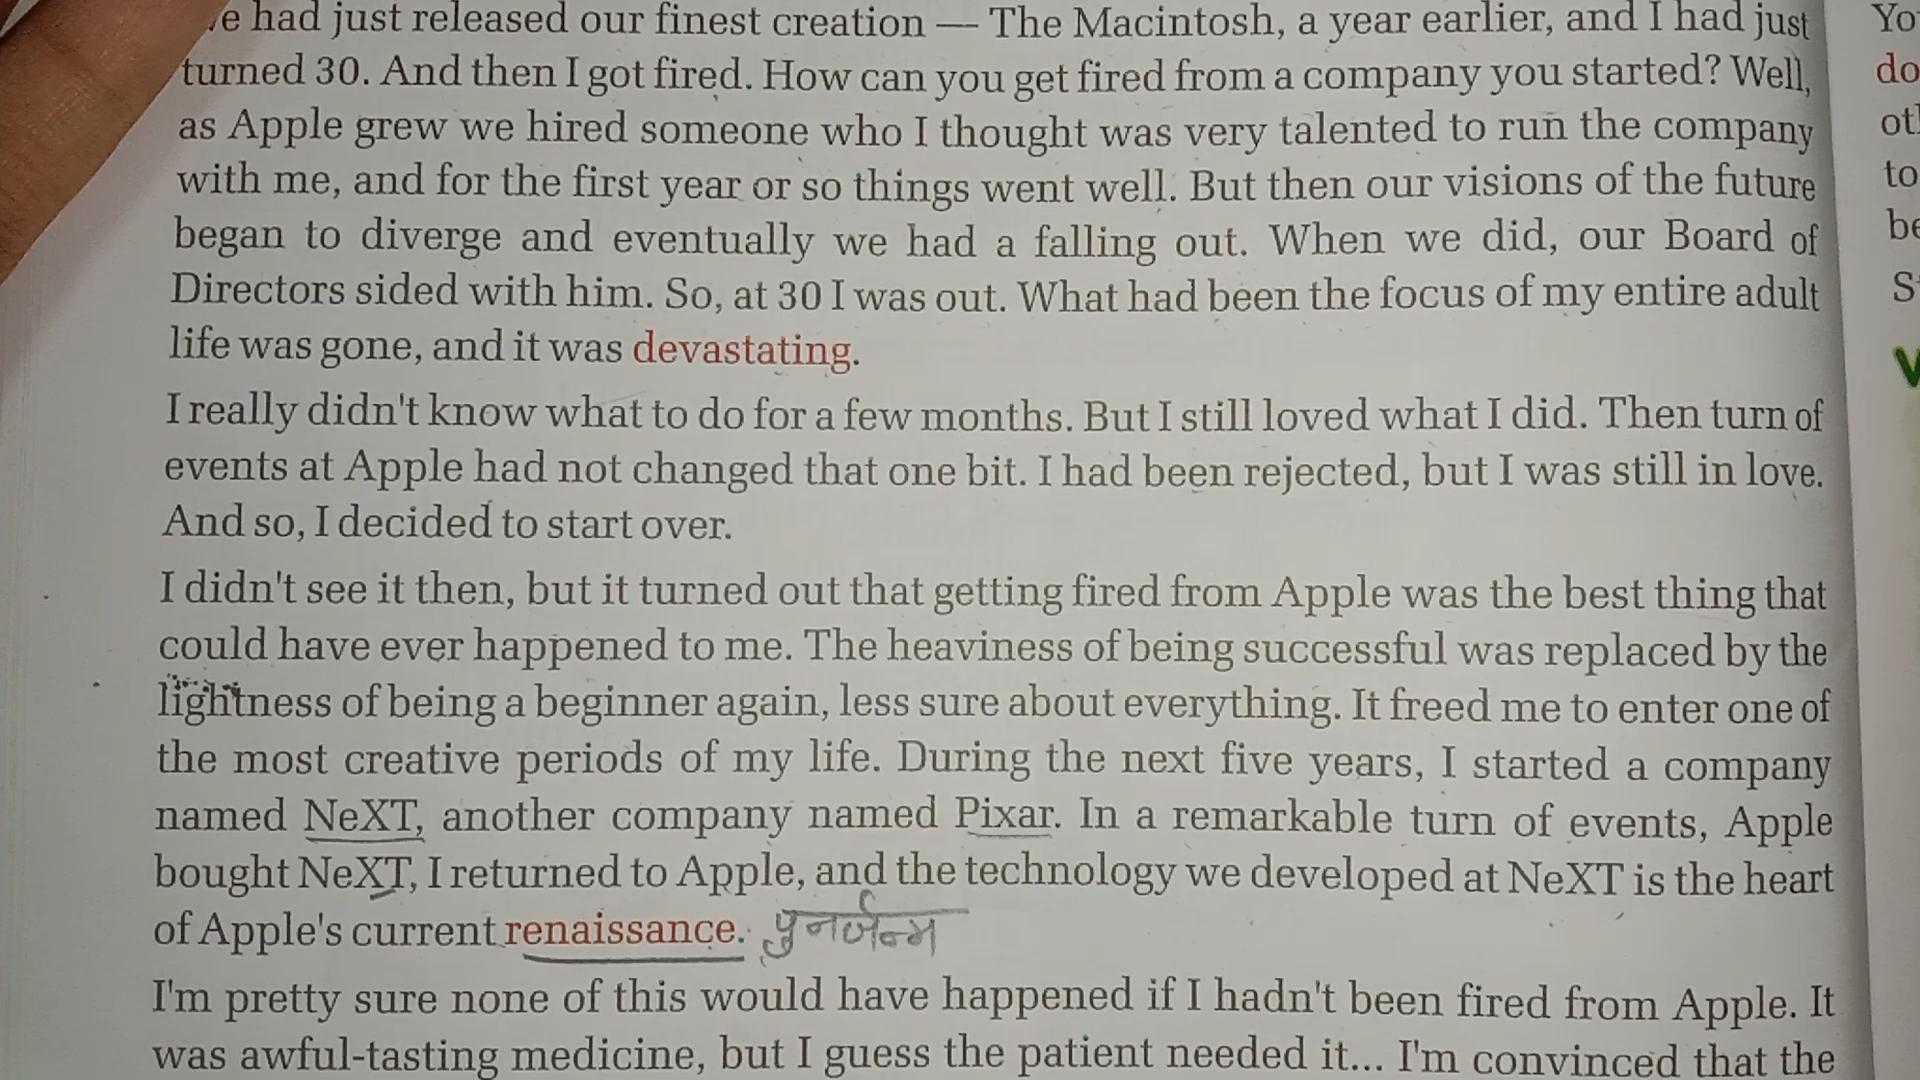 had just released our finest creation — The Macintosh, a year earlier, and I had just
turned 30. And then I got fired. How can you get fired from a company you started? Well,
as Apple grew we hired someone who I thought was very talented to run the company
with me, and for the first year or so things went well. But then our visions of the future
began to diverge and eventually we had a falling out. When we did, our Board of
Directors sided with him. So, at 30 I was out. What had been the focus of my entire adult
life was gone, and it was devastating.
I really didn't know what to do for a few months. But I still loved what I did. Then turn of
events at Apple had not changed that one bit. I had been rejected, but I was still in love.
And so, I decided to start over.
I didn't see it then, but it turned out that getting fired from Apple was the best thing that
could have ever happened to me. The heaviness of being successful was replaced by the
lightness of being a beginner again, less sure about everything. It freed me to enter one of
the most creative periods of my life. During the next five years, I started a company
named NeXT, another company named Pixar. In a remarkable turn of events, Apple
bought NeXT, I returned to Apple, and the technology we developed at NeXT is the heart
of Apple's current renaissance. पुनर्जन्म
I'm pretty sure none of this would have happened if I hadn't been fired from Apple. It
was awful-tasting medicine, but I guess the patient needed it... I'm convinced that the